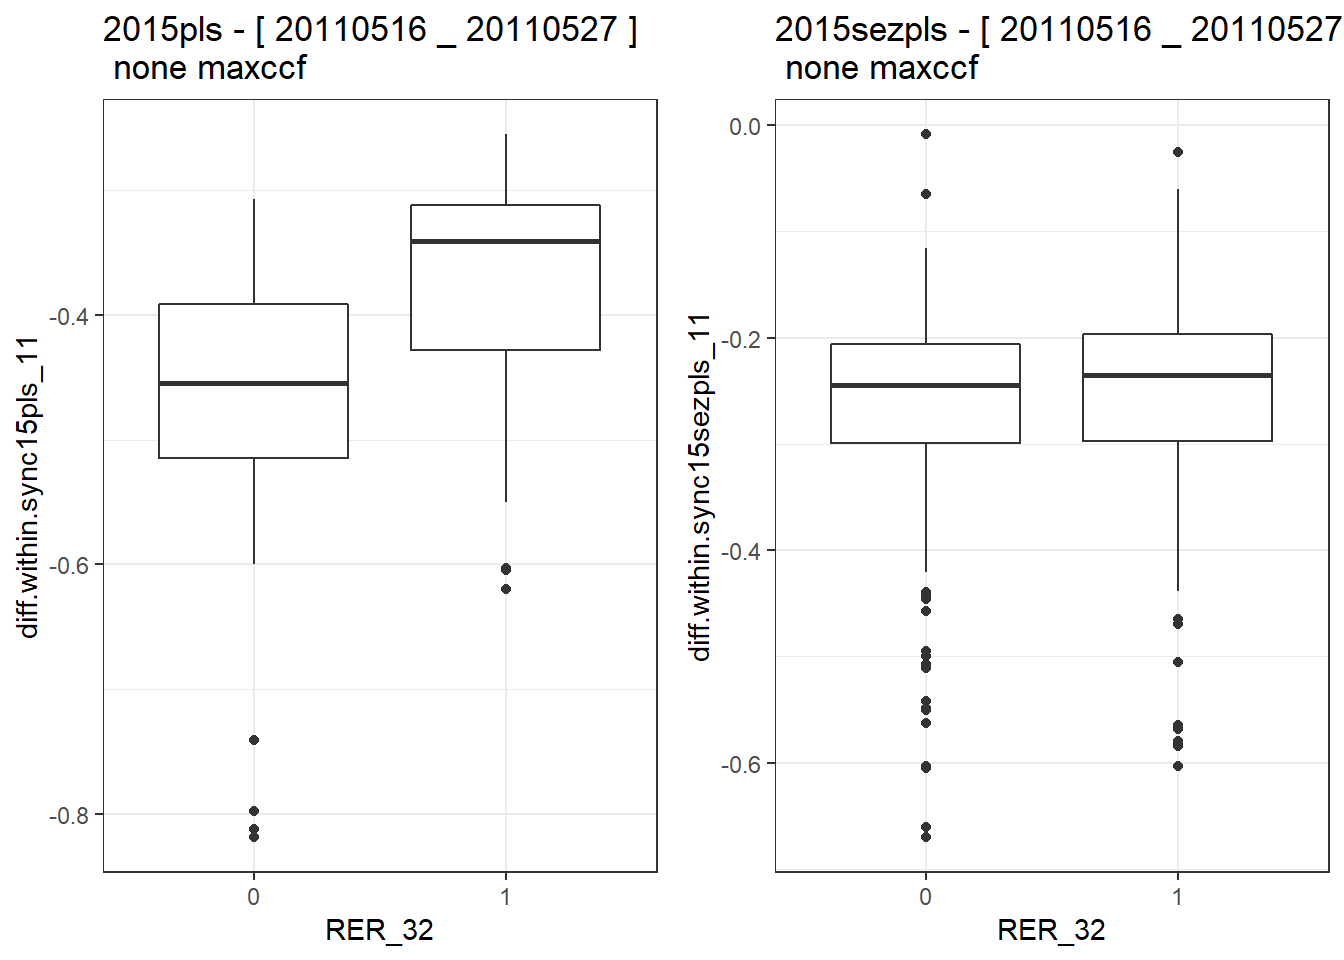 2015pls - [ 20110516 _ 20110527 ]
none maxccf
diff.within.sync15pls_11
-0.4
-0.6
-0.8
0
1
RER_32
2015sezpls - [ 20110516 _ 20110527
none maxccf
diff.within.sync15sezpls_11
0.0
-0.2
-0.4
-0.6
0
1
RER_32